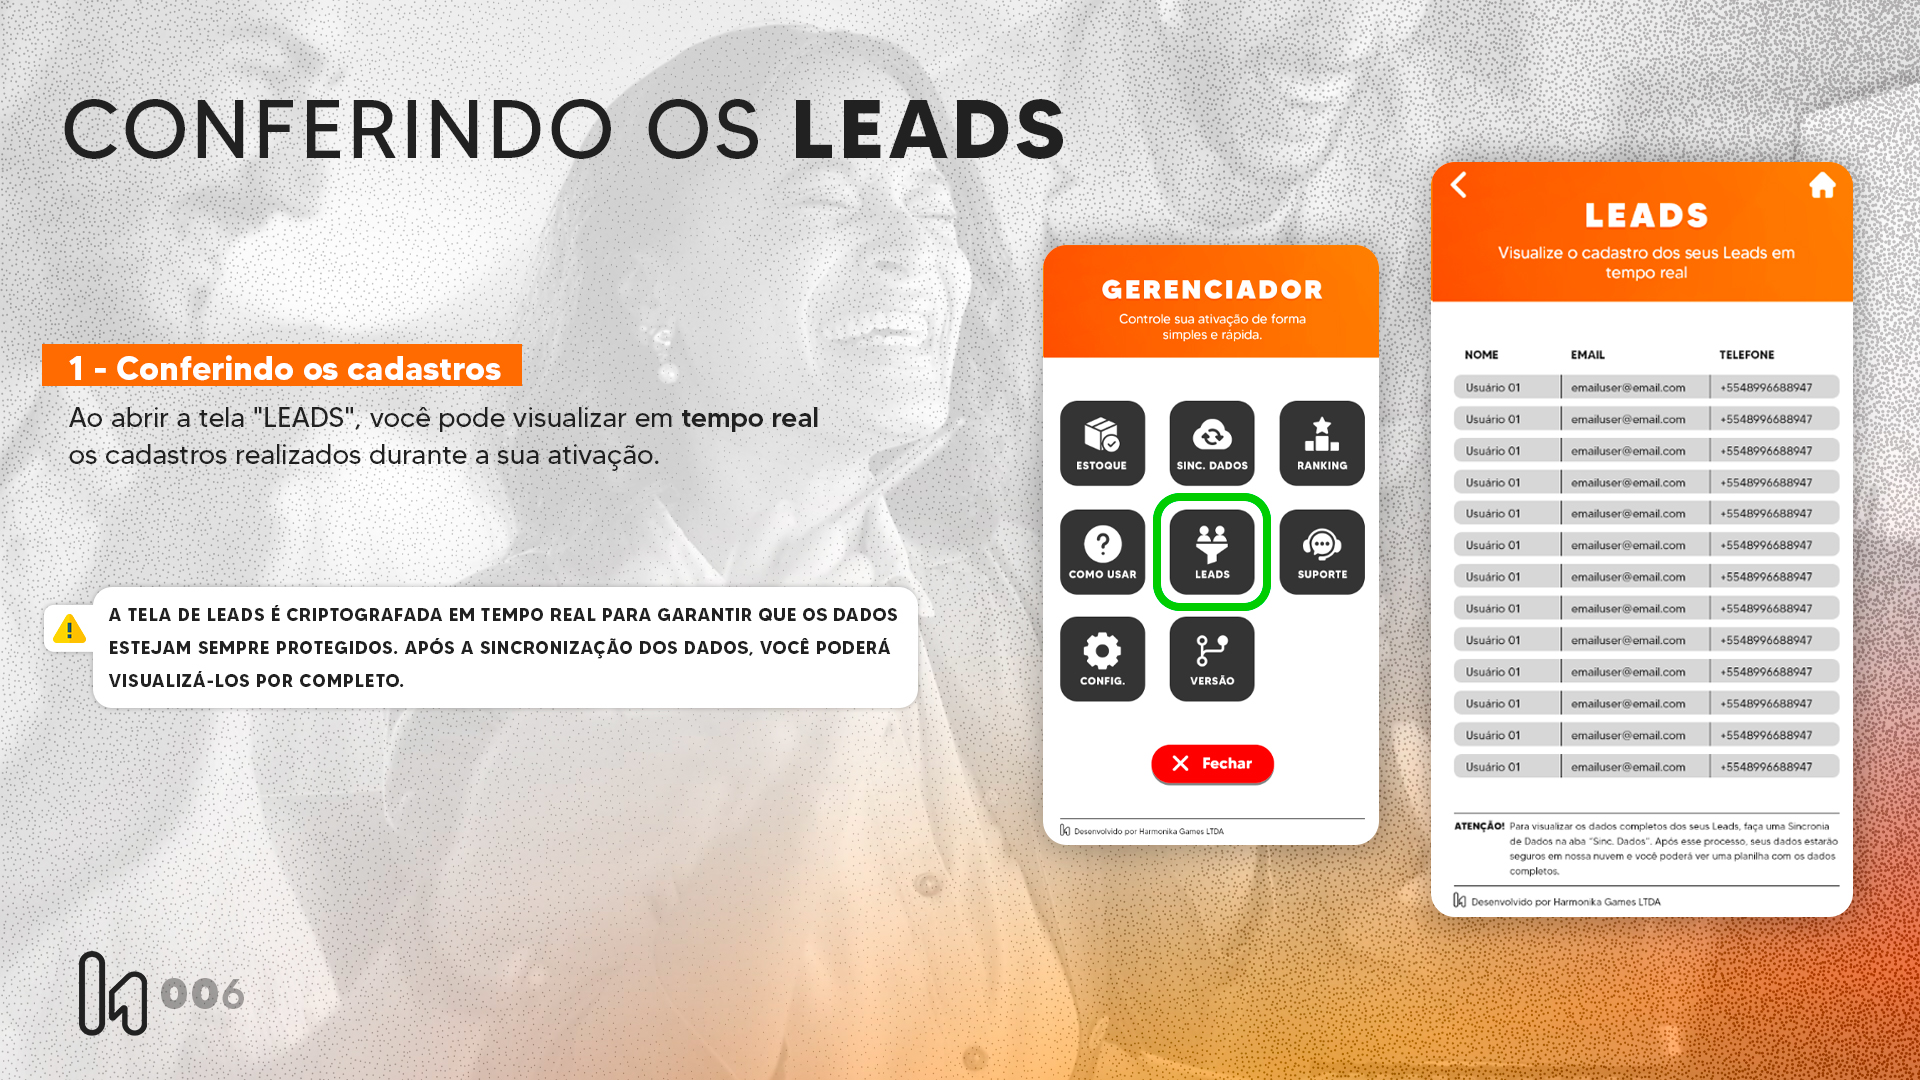 CONFERINDO OS LEADS
1 - Conferindo os cadastros
Ao abrir a tela "LEADS", você pode visualizar em tempo real
os cadastros realizados durante a sua ativação.
A TELA DE LEADS É CRIPTOGRAFADA EM TEMPO REAL PARA GARANTIR QUE OS DADOS
ESTEJAM SEMPRE PROTEGIDOS. APÓS A SINCRONIZAÇÃO DOS DADOS, VOCÊ PODERÁ
VISUALIZÁ-LOS POR COMPLETO.
006
GERENCIADOR
Controle sua ativação de forma
simples e rápida.
ESTOQUE
SINC. DADOS
RANKING
COMO USAR
LEADS
SUPORTE
CONFIG.
VERSÃO
Fechar
Desenvolvido por Harmonika Games LTDA
LEADS
Visualize o cadastro dos seus Leads em
tempo real
NOME EMAIL TELEFONE
Usuário 01 emailuser@email.com +5548996688947
Usuário 01 emailuser@email.com +5548996688947
Usuário 01 emailuser@email.com +5548996688947
Usuário 01 emailuser@email.com +5548996688947
Usuário 01 emailuser@email.com +5548996688947
Usuário 01 emailuser@email.com +5548996688947
Usuário 01 emailuser@email.com +5548996688947
Usuário 01 emailuser@email.com +5548996688947
Usuário 01 emailuser@email.com +5548996688947
Usuário 01 emailuser@email.com +5548996688947
Usuário 01 emailuser@email.com +5548996688947
Usuário 01 emailuser@email.com +5548996688947
Usuário 01 emailuser@email.com +5548996688947
ATENÇÃO! Para visualizar os dados completos dos seus Leads, faça uma Sincronia
de Dados na aba "Sinc. Dados". Após esse processo, seus dados estarão
seguros em nossa nuvem e você poderá ver uma planilha com os dados
completos.
Desenvolvido por Harmonika Games LTDA